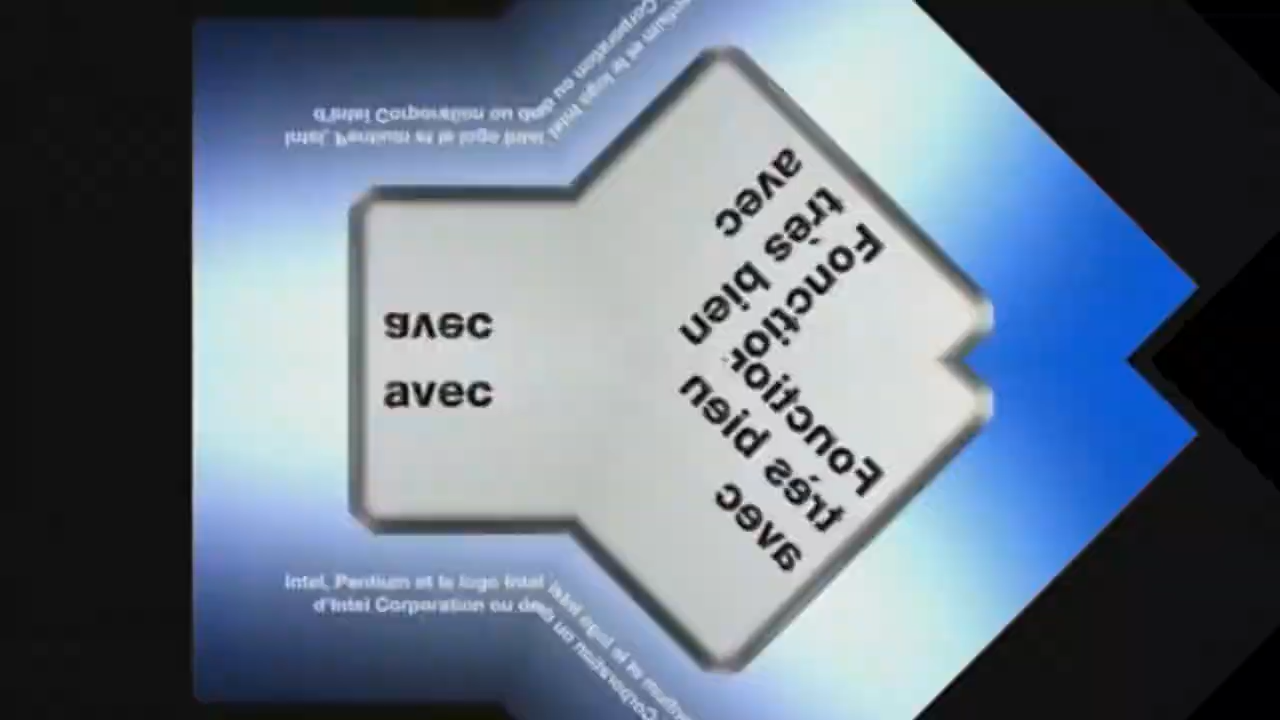 d'Intel Corporation ou de
Intel, Pentium et le logo Intel
avec
très bien
Fonction
avec
avec
Fonction
très bien
avec
Intel, Pentium et le logo Intel
d'Intel Corporation ou de